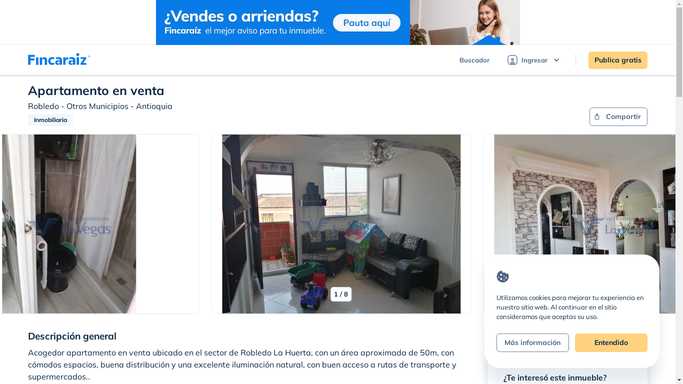 ¿Vendes o arriendas?
Fincaraíz el mejor aviso para tu inmueble.
Pauta aquí
Fincaraíz
Buscador
Ingresar
Publica gratis
Apartamento en venta
Robledo - Otros Municipios - Antioquia
Inmobiliaria
Compartir
1 / 8
Utilizamos cookies para mejorar tu experiencia en
nuestro sitio web. Al continuar en el sitio
consideramos que aceptas su uso.
Más información
Entendido
Descripción general
Acogedor apartamento en venta ubicado en el sector de Robledo La Huerta, con un área aproximada de 50m, con
cómodos espacios, buena distribución y una excelente iluminación natural, con buen acceso a rutas de transporte y
supermercados..
¿Te interesó este inmueble?